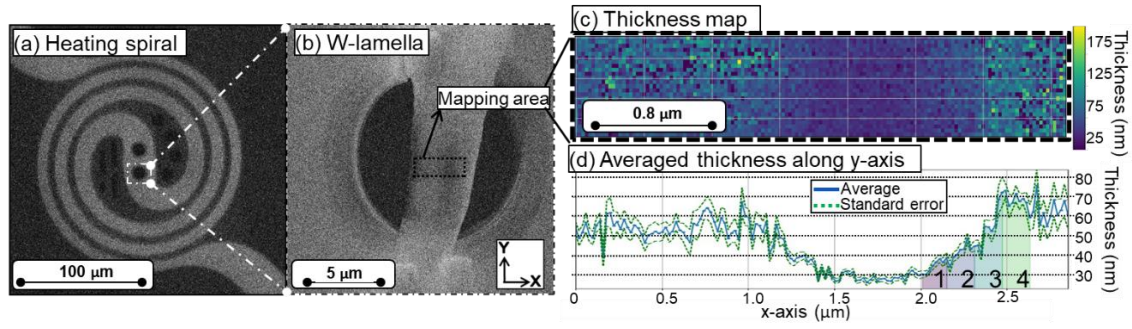 (a) Heating spiral
100 µm
(b) W-lamella
Mapping area
Y
X
5 µm
(c) Thickness map
0.8 µm
175
125
75
25
Thickness (nm)
(d) Averaged thickness along y-axis
Average
Standard error
1 2 3 4
80
70
60
50
40
30
Thickness (nm)
0 0.5 1.0 1.5 2.0 2.5
x-axis (µm)